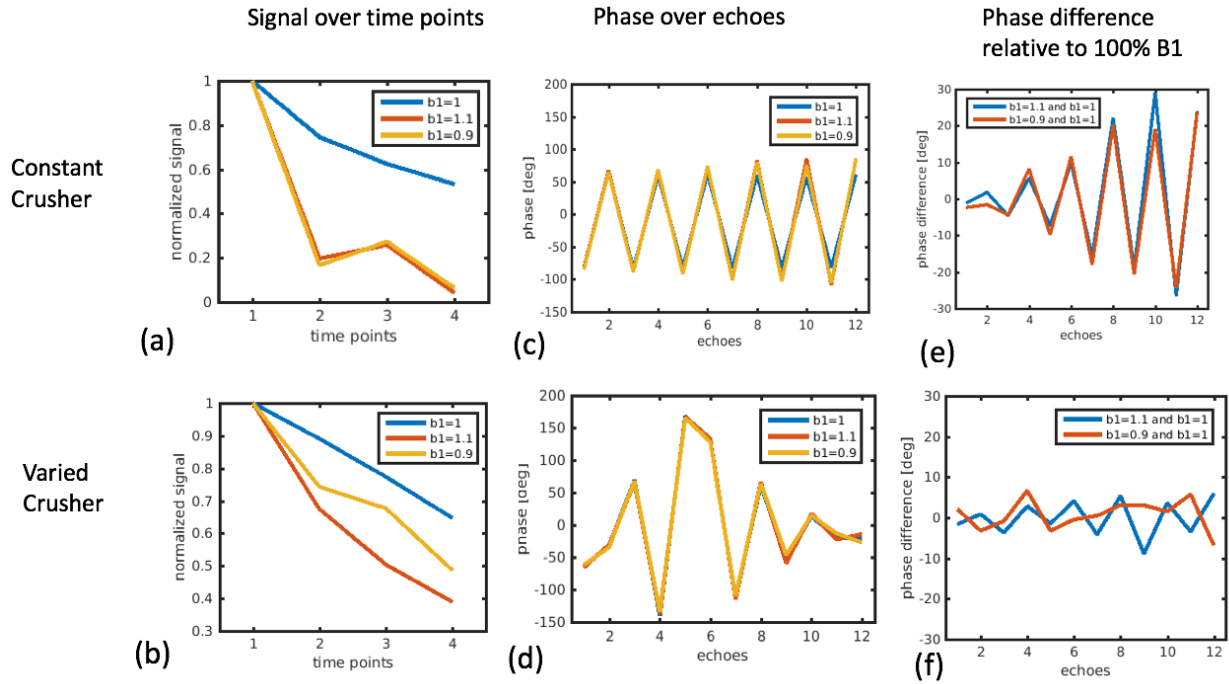 Signal over time points
Phase over echoes
Phase difference
relative to 100% B1
Constant
Crusher
normalized signal
1
0.8
0.6
0.4
0.2
0
b1=1
b1=1.1
b1=0.9
1 2 3 4
time points
(a)
phase [deg]
200
150
100
50
0
-50
-100
-150
b1=1
b1=1.1
b1=0.9
2 4 6 8 10 12
echoes
(c)
phase difference [deg]
30
20
10
0
-10
-20
-30
b1=1.1 and b1=1
b1=0.9 and b1=1
2 4 6 8 10 12
echoes
(e)
Varied
Crusher
normalized signal
1
0.9
0.8
0.7
0.6
0.5
0.4
0.3
b1=1
b1=1.1
b1=0.9
1 2 3 4
time points
(b)
phase [deg]
200
150
100
50
0
-50
-100
-150
b1=1
b1=1.1
b1=0.9
2 4 6 8 10 12
echoes
(d)
phase difference [deg]
30
20
10
0
-10
-20
-30
b1=1.1 and b1=1
b1=0.9 and b1=1
2 4 6 8 10 12
echoes
(f)